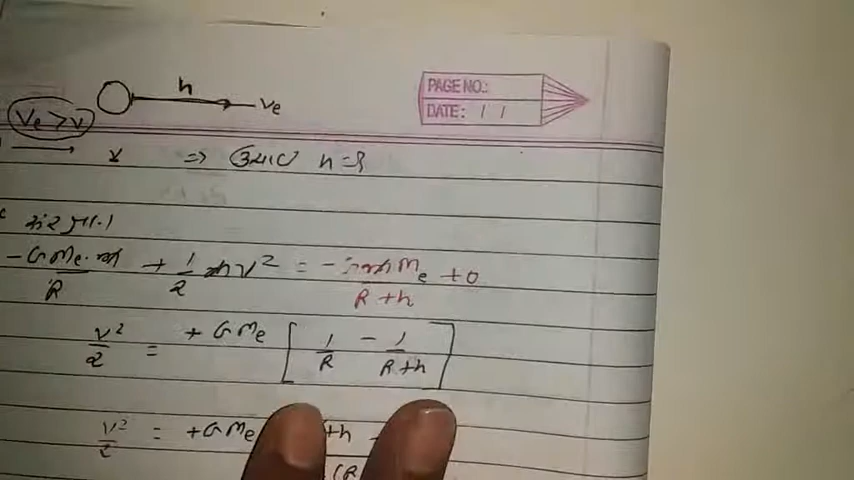 h
PAGE NO.:
DATE: / /
Ve > v
Ve
v => h = ?
-GMe.m/R + 1/2 mv² = -GmMe/R+h + 0
v²/2 = +GMe [1/R - 1/R+h]
v²/2 = +GMe +h -
(R